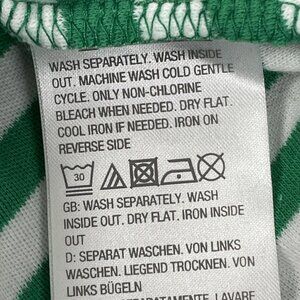 WASH SEPARATELY. WASH INSIDE
OUT. MACHINE WASH COLD GENTLE
CYCLE. ONLY NON-CHLORINE
BLEACH WHEN NEEDED. DRY FLAT.
COOL IRON IF NEEDED. IRON ON
REVERSE SIDE
30
GB: WASH SEPARATELY. WASH
INSIDE OUT. DRY FLAT. IRON INSIDE
OUT
D: SEPARAT WASCHEN. VON LINKS
WASCHEN. LIEGEND TROCKNEN. VON
LINKS BÜGELN
LAVARE